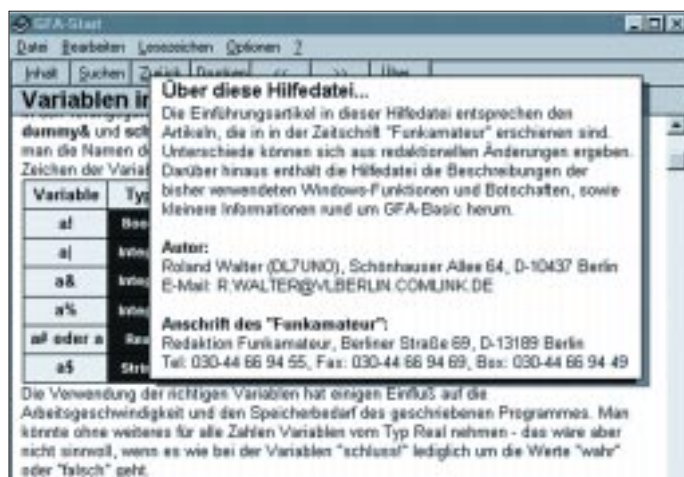 GFA-Start
Datei Bearbeiten Lesezeichen Optionen ?
Inhalt Suchen Zurück Drucken << >> Über
Variablen in
dummy& und sch
man die Namen d
Zeichen der Variab
Variable Typ
a! Boo
a| Integ
a& Integ
a% Integ
a# oder a Rea
a$ Strin
Über diese Hilfedatei...
Die Einführungsartikel in dieser Hilfedatei entsprechen den
Artikeln, die in in der Zeitschrift "Funkamateur" erschienen sind.
Unterschiede können sich aus redaktionellen Änderungen ergeben.
Darüber hinaus enthält die Hilfedatei die Beschreibungen der
bisher verwendeten Windows-Funktionen und Botschaften, sowie
kleinere Informationen rund um GFA-Basic herum.
Autor:
Roland Walter (DL7UNO), Schönhauser Allee 64, D-10437 Berlin
E-Mail: R.WALTER@VLBERLIN.COMLINK.DE
Anschrift des "Funkamateur":
Redaktion Funkamateur, Berliner Straße 69, D-13189 Berlin
Tel: 030-44 66 94 55, Fax: 030-44 66 94 69, Box: 030-44 66 94 49
Die Verwendung der richtigen Variablen hat einigen Einfluß auf die
Arbeitsgeschwindigkeit und den Speicherbedarf des geschriebenen Programmes. Man
könnte ohne weiteres für alle Zahlen Variablen vom Typ Real nehmen - das wäre aber
nicht sinnvoll, wenn es wie bei der Variablen "schluss!" lediglich um die Werte "wahr"
oder "falsch" geht.